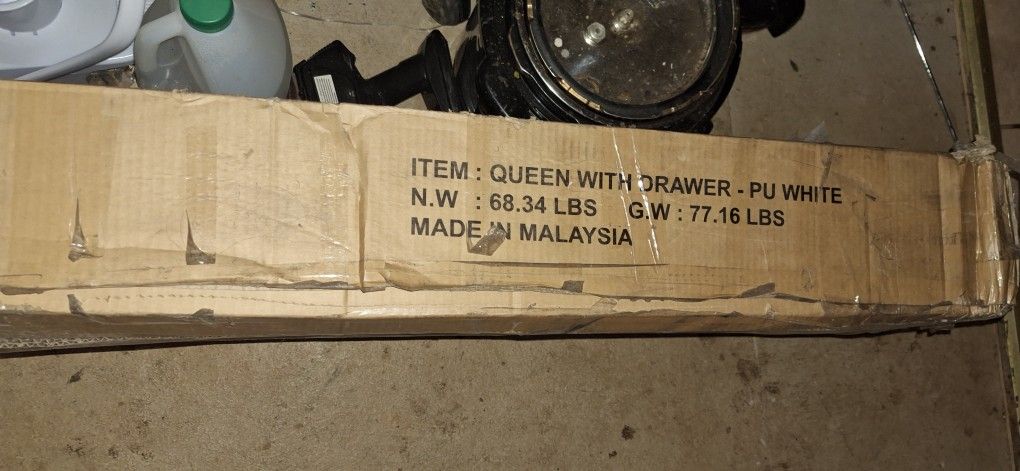 ITEM : QUEEN WITH DRAWER - PU WHITE
N.W : 68.34 LBS G.W : 77.16 LBS
MADE IN MALAYSIA